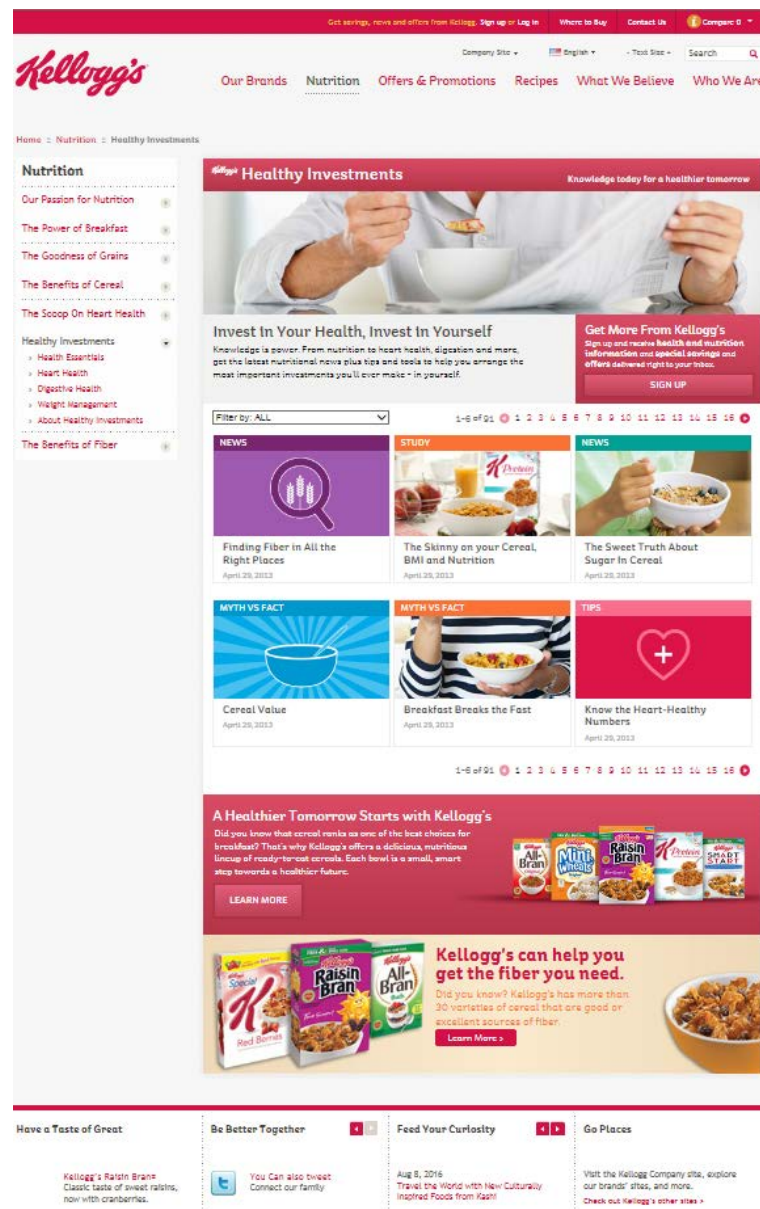 Get savings, news and offers from Kellogg. Sign up or Log in
Where to Buy
Contact Us
Compare 0
Company Site
English
- Text Size +
Search
Kellogg's
Our Brands
Nutrition
Offers & Promotions
Recipes
What We Believe
Who We Are
Home :: Nutrition :: Healthy Investments
Nutrition
Our Passion for Nutrition
The Power of Breakfast
The Goodness of Grains
The Benefits of Cereal
The Scoop On Heart Health
Healthy Investments
Health Essentials
Heart Health
Digestive Health
Weight Management
About Healthy Investments
The Benefits of Fiber
Kellogg's Healthy Investments
Knowledge today for a healthier tomorrow
Invest in Your Health, Invest in Yourself
Knowledge is power. From nutrition to heart health, digestion and more,
get the latest nutritional news plus tips and tools to help you arrange the
most important investments you'll ever make - in yourself.
Get More From Kellogg's
Sign up and receive health and nutrition
information and special savings and
offers delivered right to your inbox.
SIGN UP
Filter by: ALL
1-6 of 91 1 2 3 4 5 6 7 8 9 10 11 12 13 14 15 16
NEWS
STUDY
NEWS
K Protein
Finding Fiber in All the
Right Places
April 29, 2013
The Skinny on your Cereal,
BMI and Nutrition
April 29, 2013
The Sweet Truth About
Sugar In Cereal
April 29, 2013
MYTH VS FACT
MYTH VS FACT
TIPS
Cereal Value
April 29, 2013
Breakfast Breaks the Fast
April 29, 2013
Know the Heart-Healthy
Numbers
April 29, 2013
1-6 of 91 1 2 3 4 5 6 7 8 9 10 11 12 13 14 15 16
A Healthier Tomorrow Starts with Kellogg's
Did you know that cereal ranks as one of the best choices for
breakfast? That's why Kellogg's offers a delicious, nutritious
lineup of ready-to-eat cereals. Each bowl is a small, smart
step towards a healthier future.
LEARN MORE
All-Bran
Mini Wheats
Raisin Bran
K Protein
SMART START
Special K
Red Berries
Raisin Bran
All-Bran
Kellogg's can help you
get the fiber you need.
Did you know? Kellogg's has more than
30 varieties of cereal that are good or
excellent sources of fiber.
Learn More >
Have a Taste of Great
Kellogg's Raisin Bran®
Classic taste of sweet raisins,
now with cranberries.
Be Better Together
You Can also tweet
Connect our family
Feed Your Curiosity
Aug 8, 2016
Travel the World with New Culturally
Inspired Foods from Kashi
Go Places
Visit the Kellogg Company site, explore
our brands' sites, and more.
Check out Kellogg's other sites >